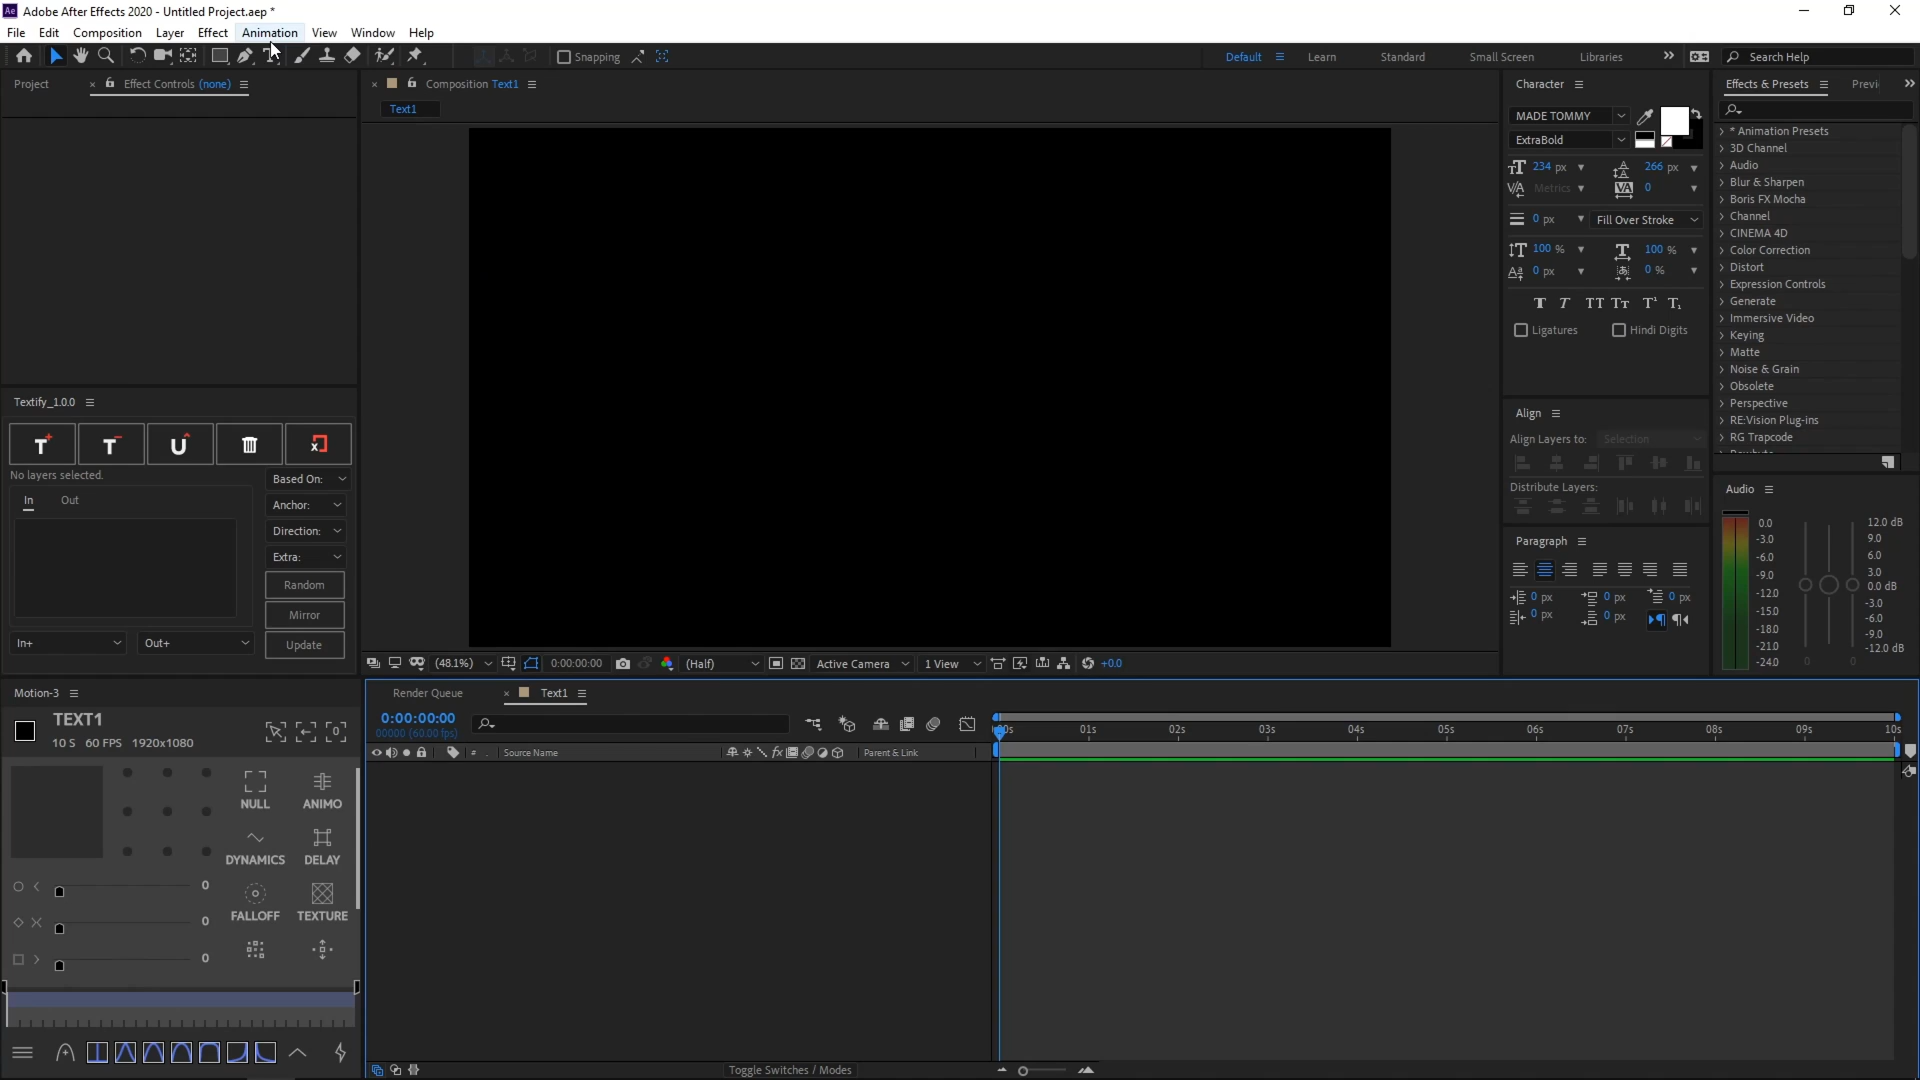 Ae Adobe After Effects 2020 - Untitled Project.aep *
File Edit Composition Layer Effect Animation View Window Help
Snapping
Default Learn Standard Small Screen Libraries
Search Help
Project
Effect Controls (none)
Composition Text1
Text1
Character
MADE TOMMY
ExtraBold
234 px 266 px
Metrics 0
0 px Fill Over Stroke
100 % 100 %
0 px 0 %
Ligatures Hindi Digits
Effects & Presets
* Animation Presets
3D Channel
Audio
Blur & Sharpen
Boris FX Mocha
Channel
CINEMA 4D
Color Correction
Distort
Expression Controls
Generate
Immersive Video
Keying
Matte
Noise & Grain
Obsolete
Perspective
RE:Vision Plug-ins
RG Trapcode
Align
Align Layers to: Selection
Distribute Layers:
Paragraph
0 px 0 px 0 px
0 px 0 px
Audio
0.0
-3.0
-6.0
-9.0
-12.0
-15.0
-18.0
-21.0
-24.0
12.0 dB
9.0
6.0
3.0
0.0 dB
-3.0
-6.0
-9.0
-12.0 dB
0 0
Textify_1.0.0
No layers selected.
In Out
Based On:
Anchor:
Direction:
Extra:
Random
Mirror
Update
In+ Out+
(48.1%) 0:00:00:00 (Half) Active Camera 1 View +0.0
Motion-3
TEXT1
10 S 60 FPS 1920x1080
NULL ANIMO
DYNAMICS DELAY
FALLOFF TEXTURE
0
0
0
Render Queue Text1
0:00:00:00
00000 (60.00 fps)
# Source Name Parent & Link
01s 02s 03s 04s 05s 06s 07s 08s 09s 10s
Toggle Switches / Modes